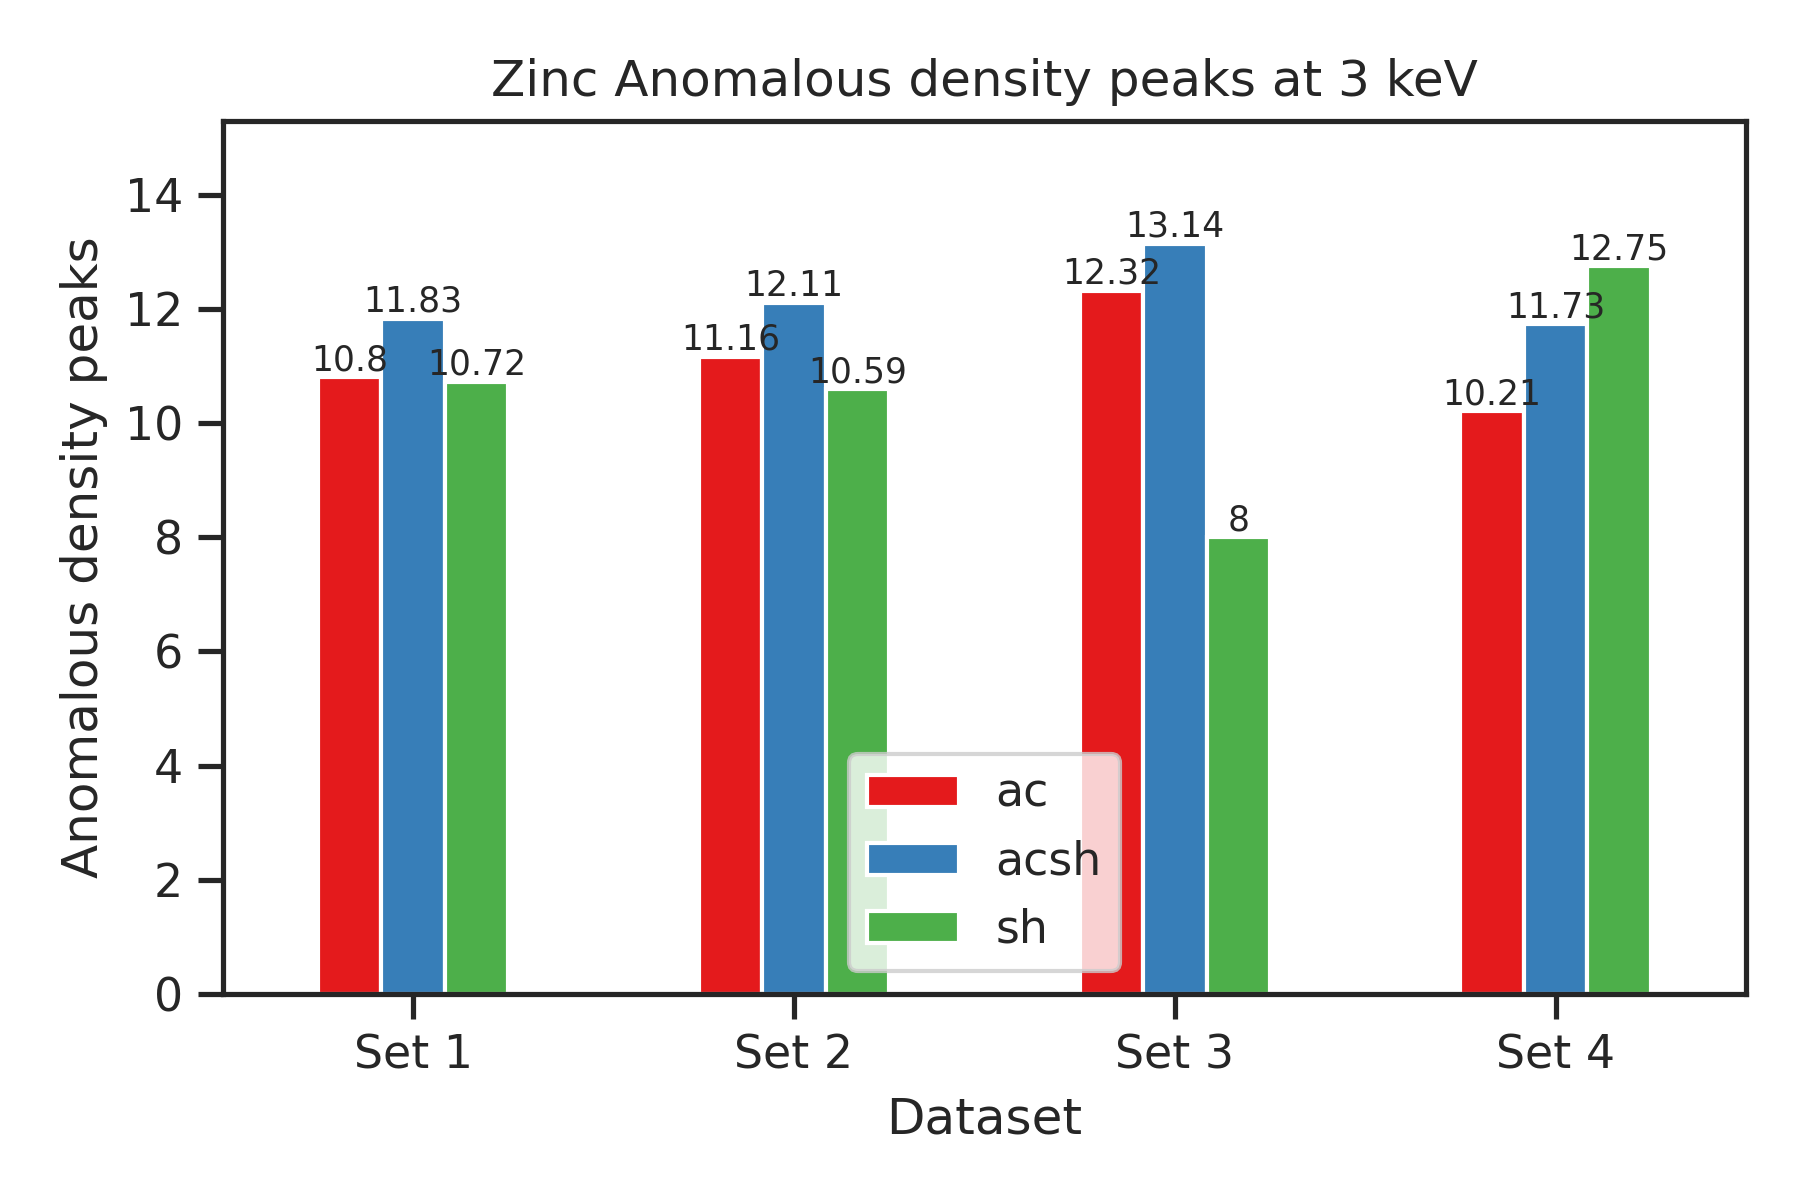 Zinc Anomalous density peaks at 3 keV
Anomalous density peaks
14
12
10
8
6
4
2
0
10.8
11.83
10.72
11.16
12.11
10.59
12.32
13.14
8
10.21
11.73
12.75
ac
acsh
sh
Set 1
Set 2
Set 3
Set 4
Dataset